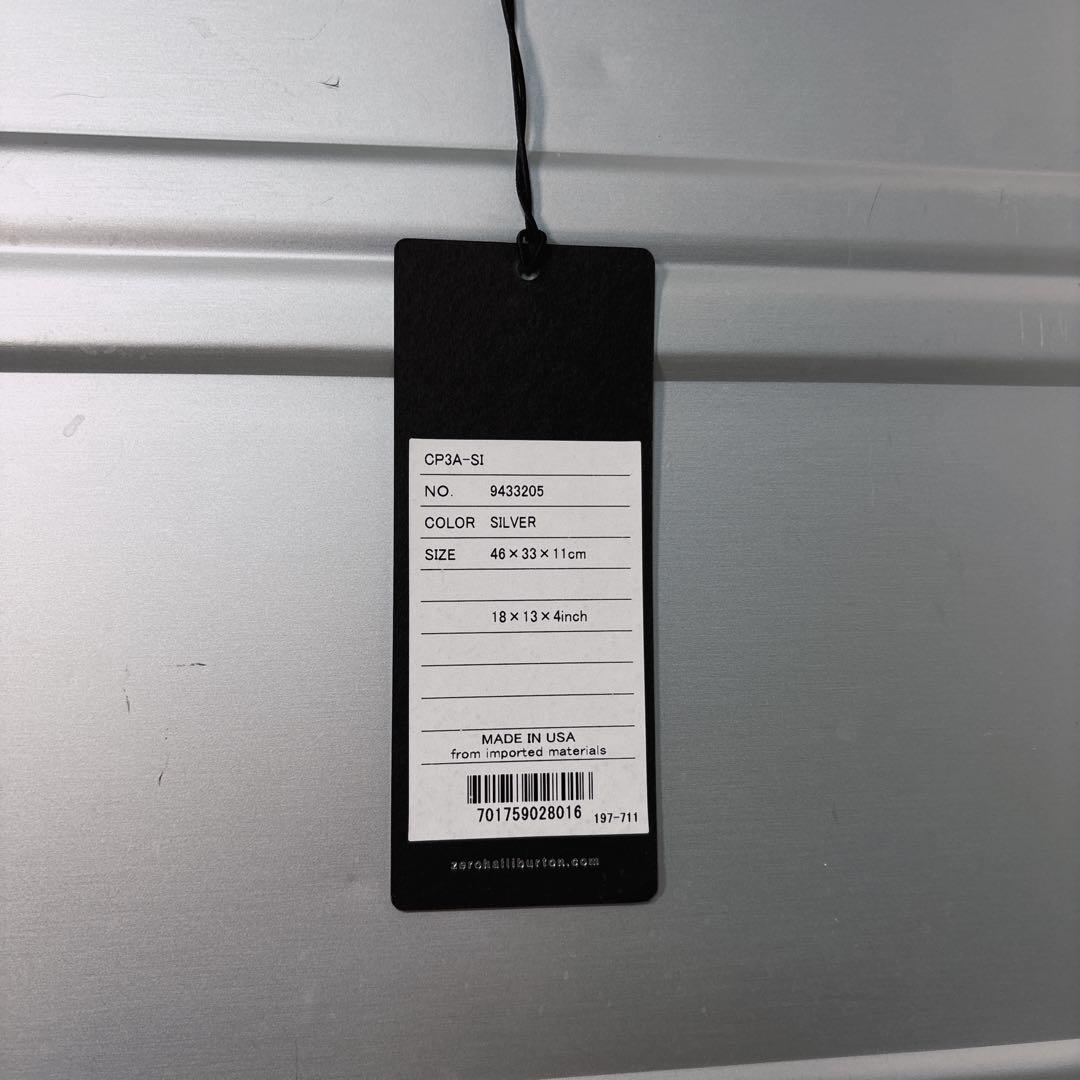 CP3A-SI
NO. 9433205
COLOR SILVER
SIZE 46×33×11cm
18×13×4inch
MADE IN USA
from imported materials
701759028016 197-711
zerohalliburton.com